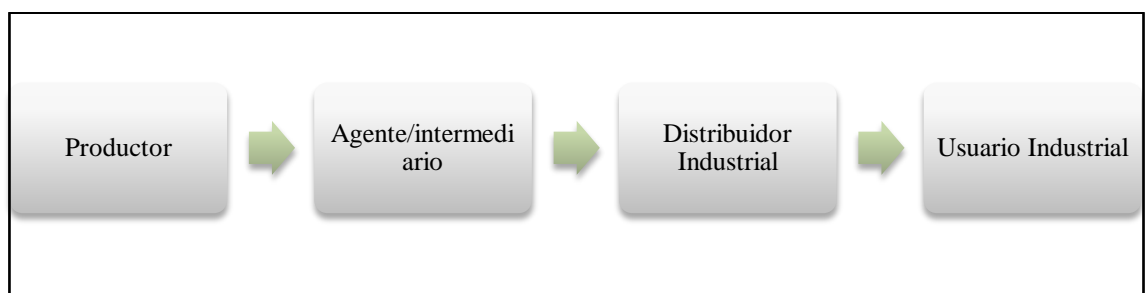 Productor
Agente/intermedi
ario
Distribuidor
Industrial
Usuario Industrial